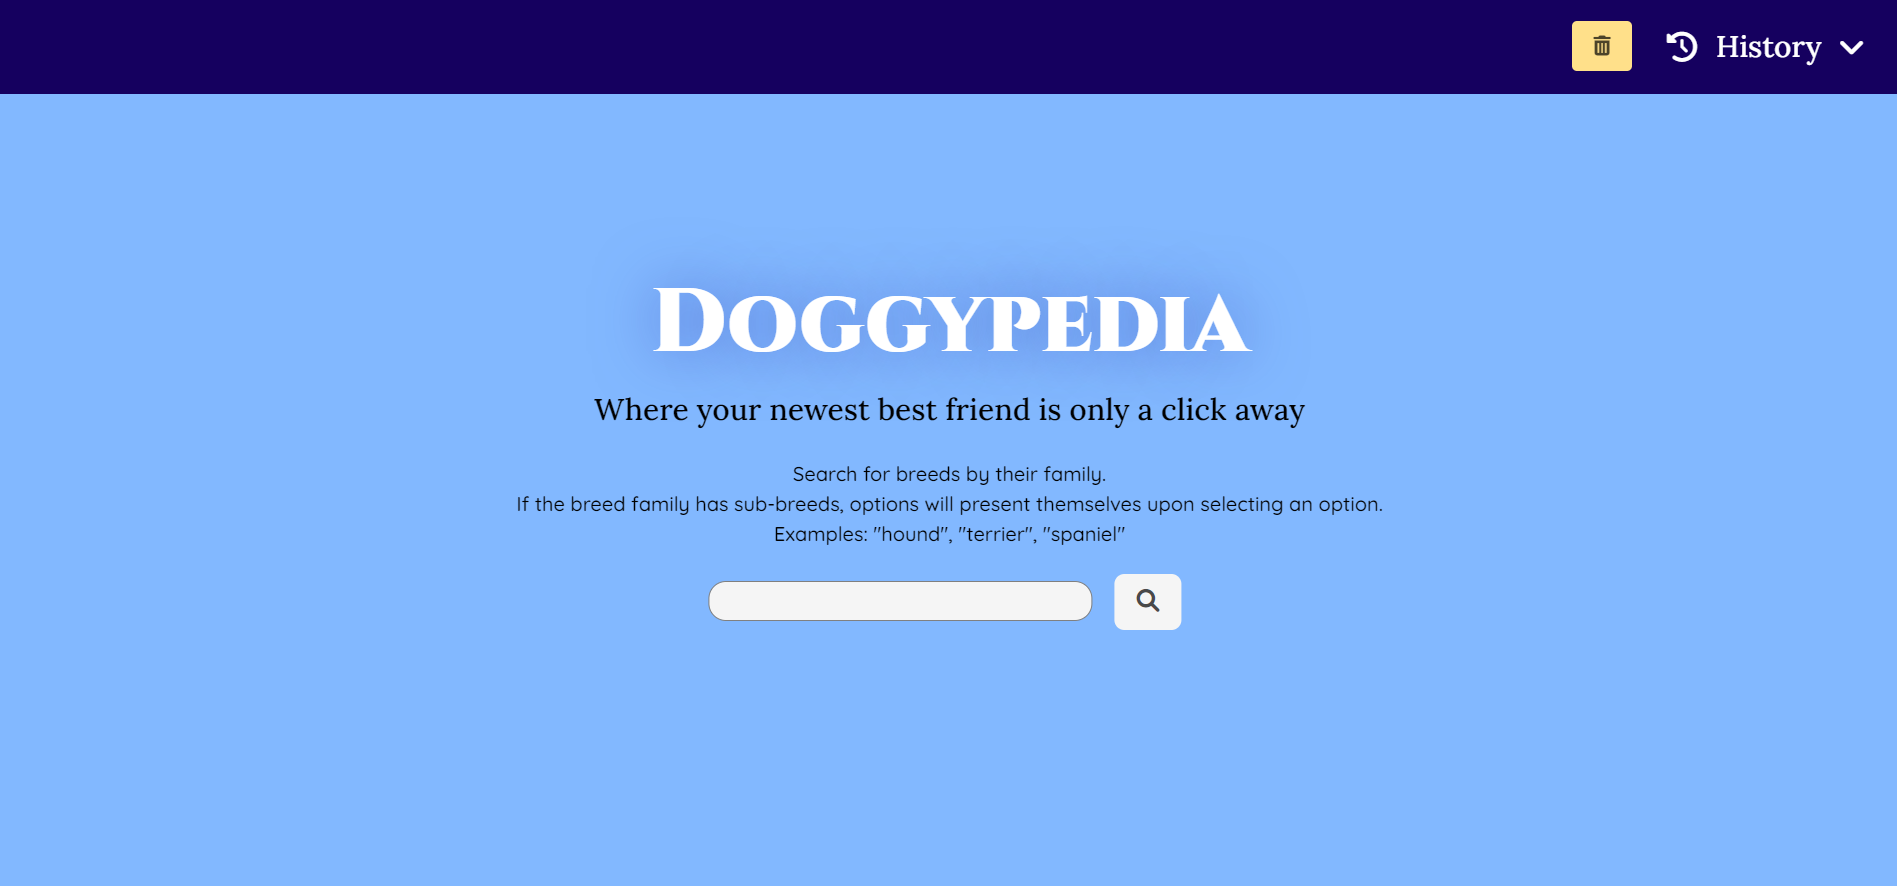 History
Doggypedia
Where your newest best friend is only a click away
Search for breeds by their family.
If the breed family has sub-breeds, options will present themselves upon selecting an option.
Examples: "hound", "terrier", "spaniel"